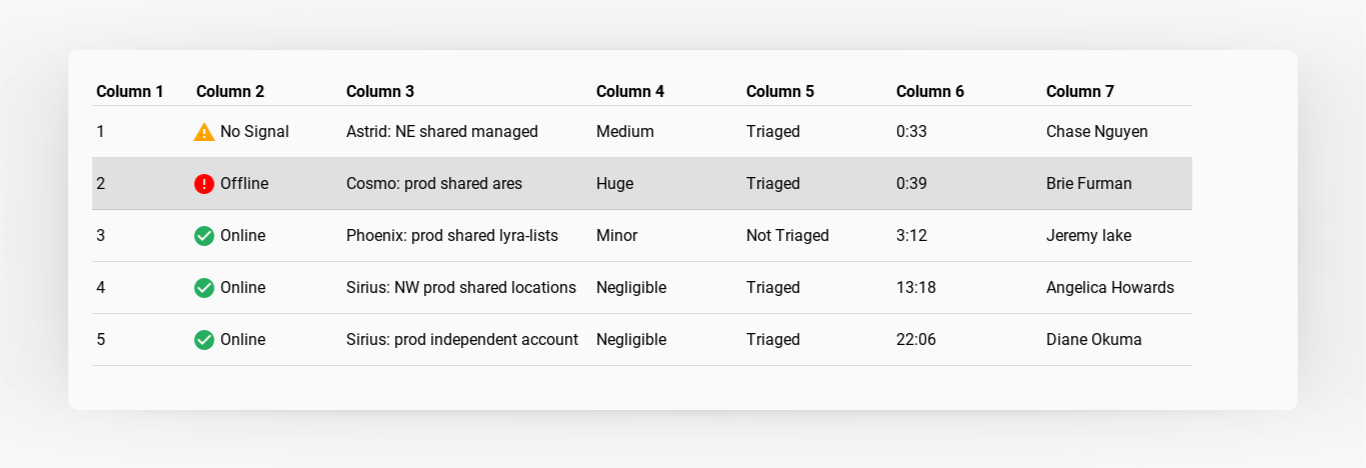 Column 1 Column 2 Column 3 Column 4 Column 5 Column 6 Column 7
1 No Signal Astrid: NE shared managed Medium Triaged 0:33 Chase Nguyen
2 Offline Cosmo: prod shared ares Huge Triaged 0:39 Brie Furman
3 Online Phoenix: prod shared lyra-lists Minor Not Triaged 3:12 Jeremy lake
4 Online Sirius: NW prod shared locations Negligible Triaged 13:18 Angelica Howards
5 Online Sirius: prod independent account Negligible Triaged 22:06 Diane Okuma